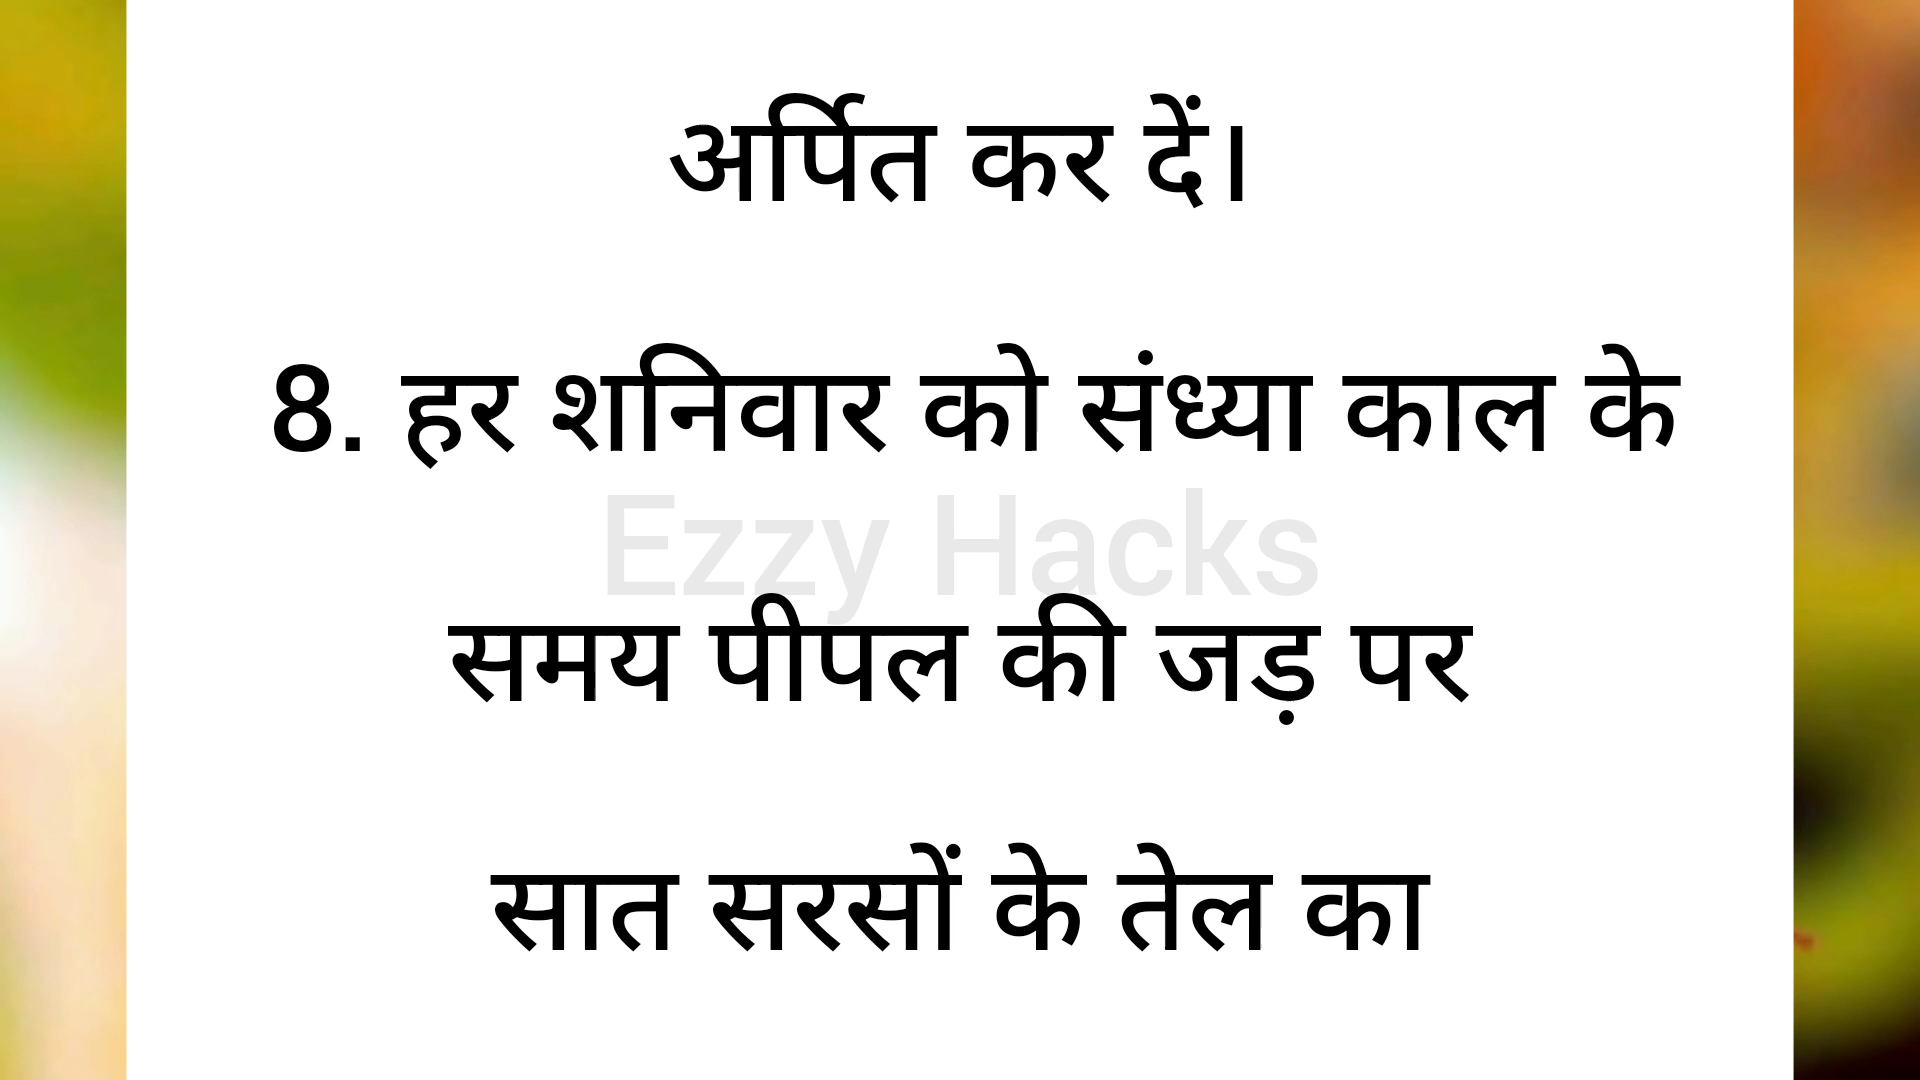 अर्पित कर दें।
8. हर शनिवार को संध्या काल के
Ezzy Hacks
समय पीपल की जड़ पर
सात सरसों के तेल का